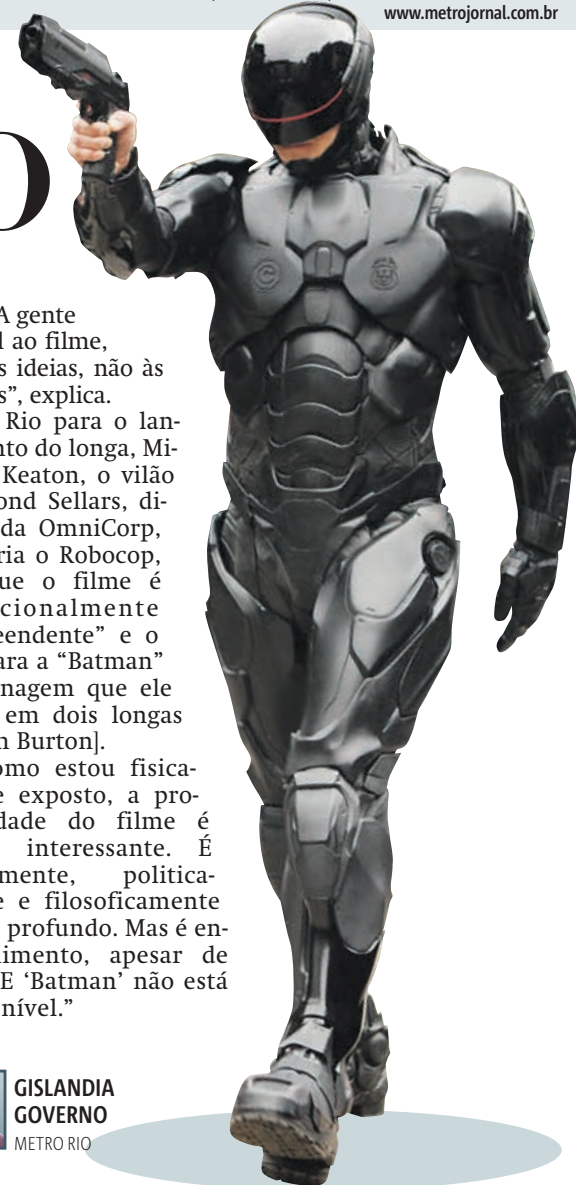 www.metrojornal.com.br
O
A gente
l ao filme,
s ideias, não às
s”, explica.
Rio para o lan-
nto do longa, Mi-
Keaton, o vilão
ond Sellars, di-
da OmniCorp,
ria o Robocop,
ue o filme é
cionalmente
eendente” e o
ara a “Batman”
nagem que ele
em dois longas
n Burton].
omo estou fisica-
e exposto, a pro-
dade do filme é
interessante. É
mente, politica-
e e filosoficamente
profundo. Mas é en-
imento, apesar de
E ‘Batman’ não está
nível.”
GISLANDIA
GOVERNO
METRO RIO